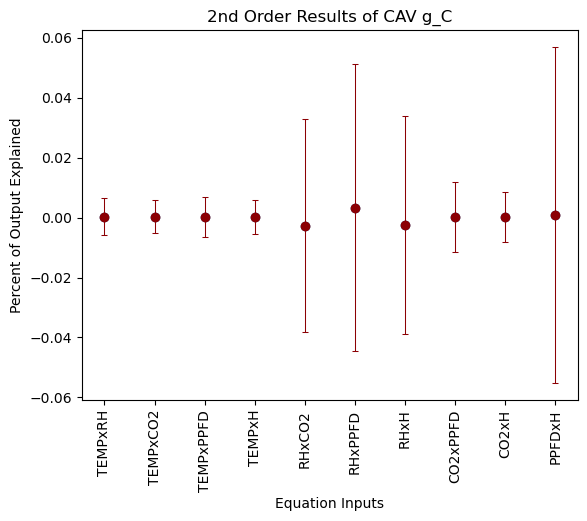 2nd Order Results of CAV g_C
Percent of Output Explained
0.06
0.04
0.02
0.00
−0.02
−0.04
−0.06
TEMPxRH
TEMPxCO2
TEMPxPPFD
TEMPxH
RHxCO2
RHxPPFD
RHxH
CO2xPPFD
CO2xH
PPFDxH
Equation Inputs